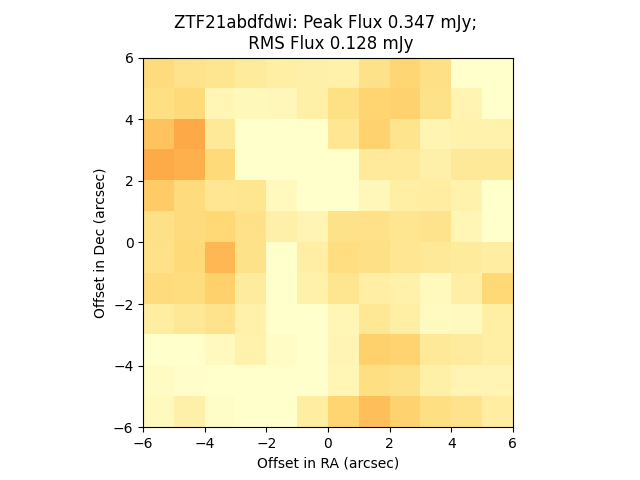 ZTF21abdfdwi: Peak Flux 0.347 mJy;
RMS Flux 0.128 mJy
6
4
2
0
−2
−4
−6
Offset in Dec (arcsec)
−6 −4 −2 0 2 4 6
Offset in RA (arcsec)